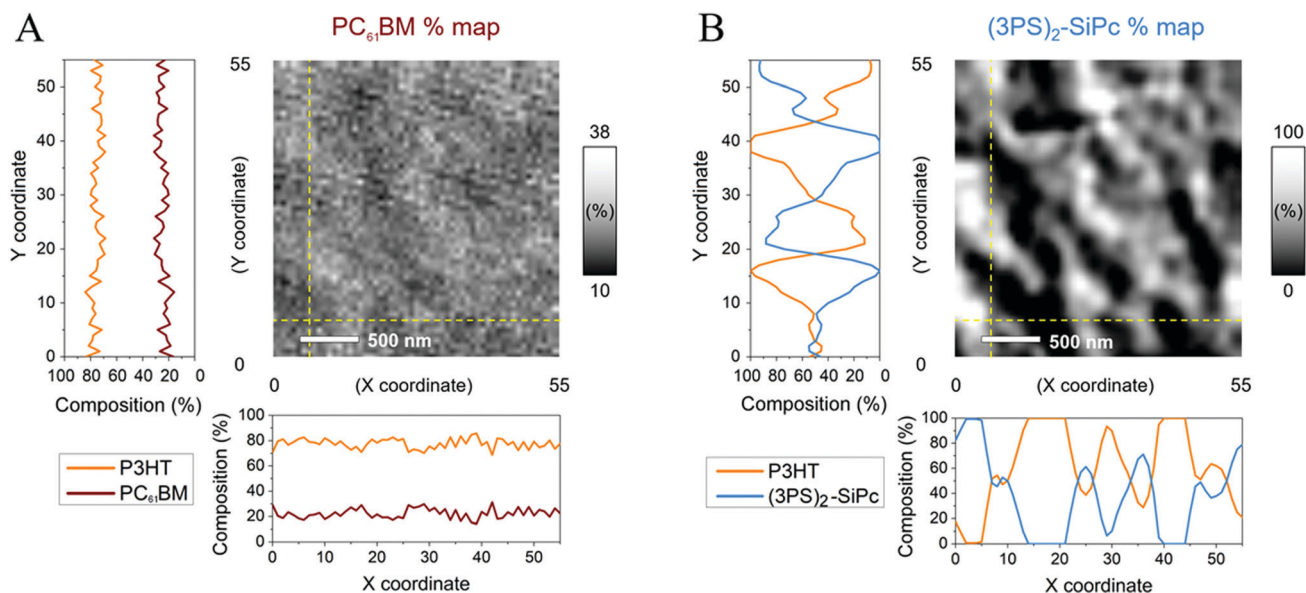 A
PC₆₁BM % map
Y coordinate
50
40
30
20
10
0
100 80 60 40 20 0
Composition (%)
55
(Y coordinate)
0
500 nm
0 (X coordinate) 55
38
(%)
10
P3HT
PC₆₁BM
Composition (%)
100
80
60
40
20
0
0 10 20 30 40 50
X coordinate
B
(3PS)₂-SiPc % map
Y coordinate
50
40
30
20
10
0
100 80 60 40 20 0
Composition (%)
55
(Y coordinate)
0
500 nm
0 (X coordinate) 55
100
(%)
0
P3HT
(3PS)₂-SiPc
Composition (%)
100
80
60
40
20
0
0 10 20 30 40 50
X coordinate